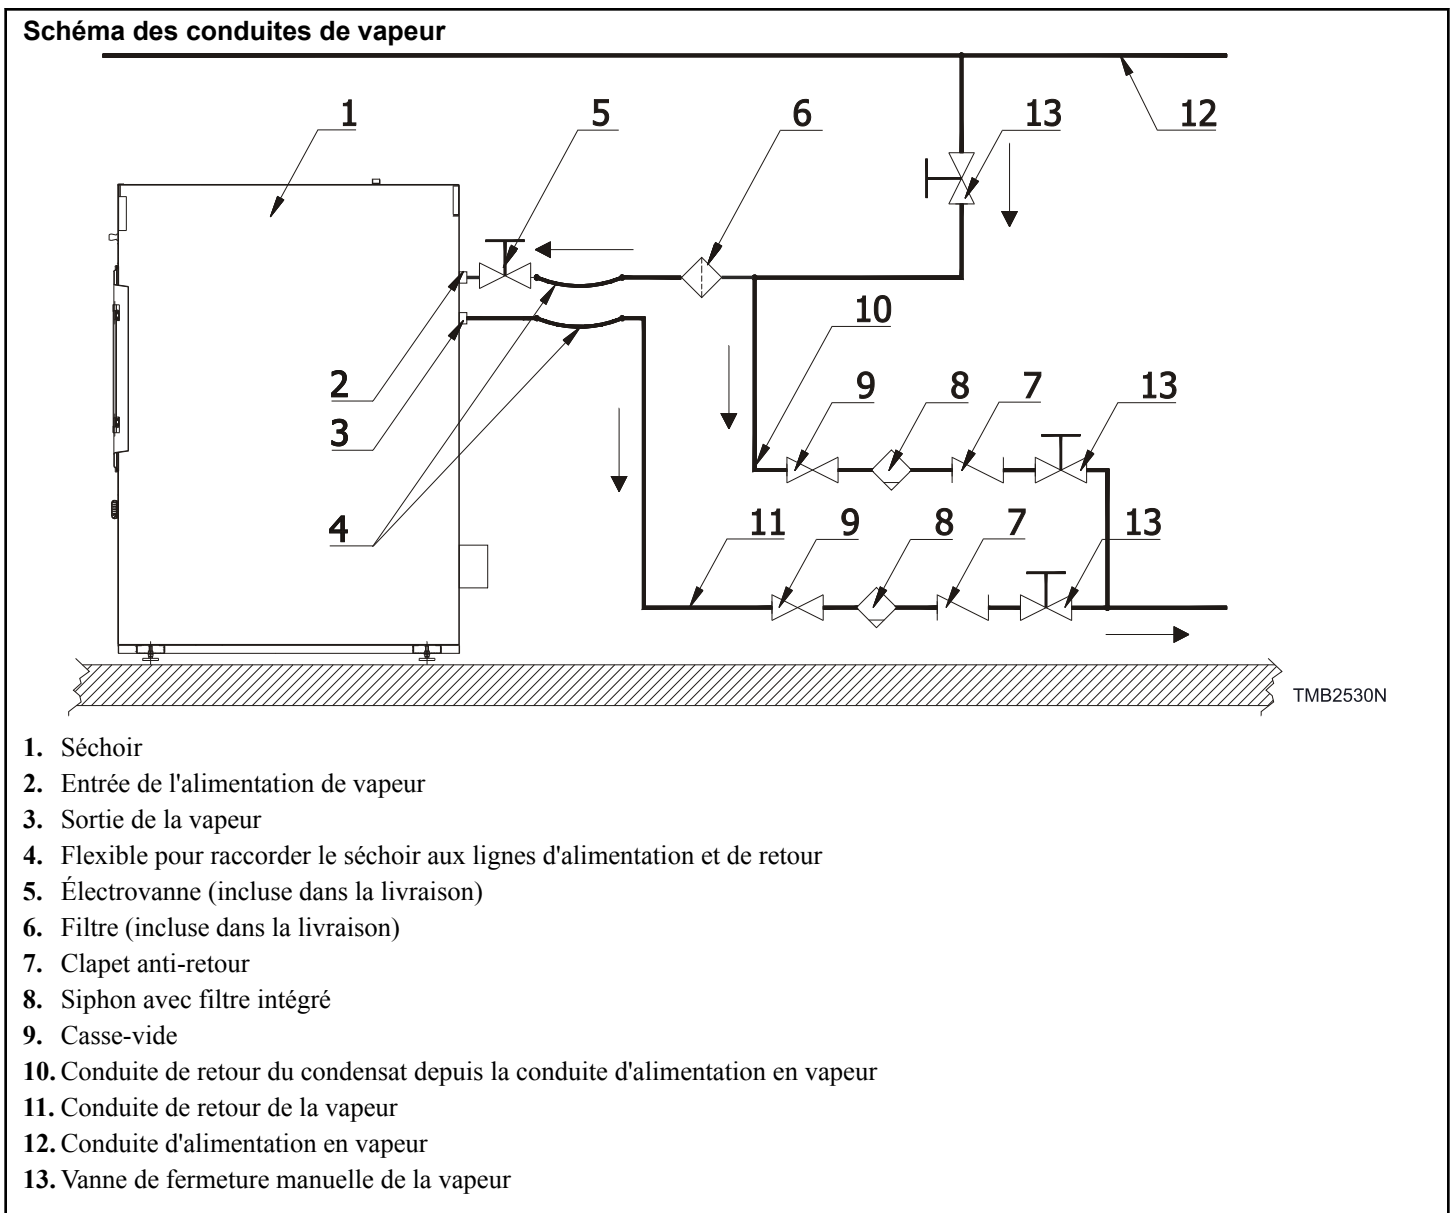 Schéma des conduites de vapeur
1
5
6
13
12
10
2
9
8
7
13
3
4
11
9
8
7
13
TMB2530N
1. Séchoir
2. Entrée de l'alimentation de vapeur
3. Sortie de la vapeur
4. Flexible pour raccorder le séchoir aux lignes d'alimentation et de retour
5. Électrovanne (incluse dans la livraison)
6. Filtre (incluse dans la livraison)
7. Clapet anti-retour
8. Siphon avec filtre intégré
9. Casse-vide
10. Conduite de retour du condensat depuis la conduite d'alimentation en vapeur
11. Conduite de retour de la vapeur
12. Conduite d'alimentation en vapeur
13. Vanne de fermeture manuelle de la vapeur